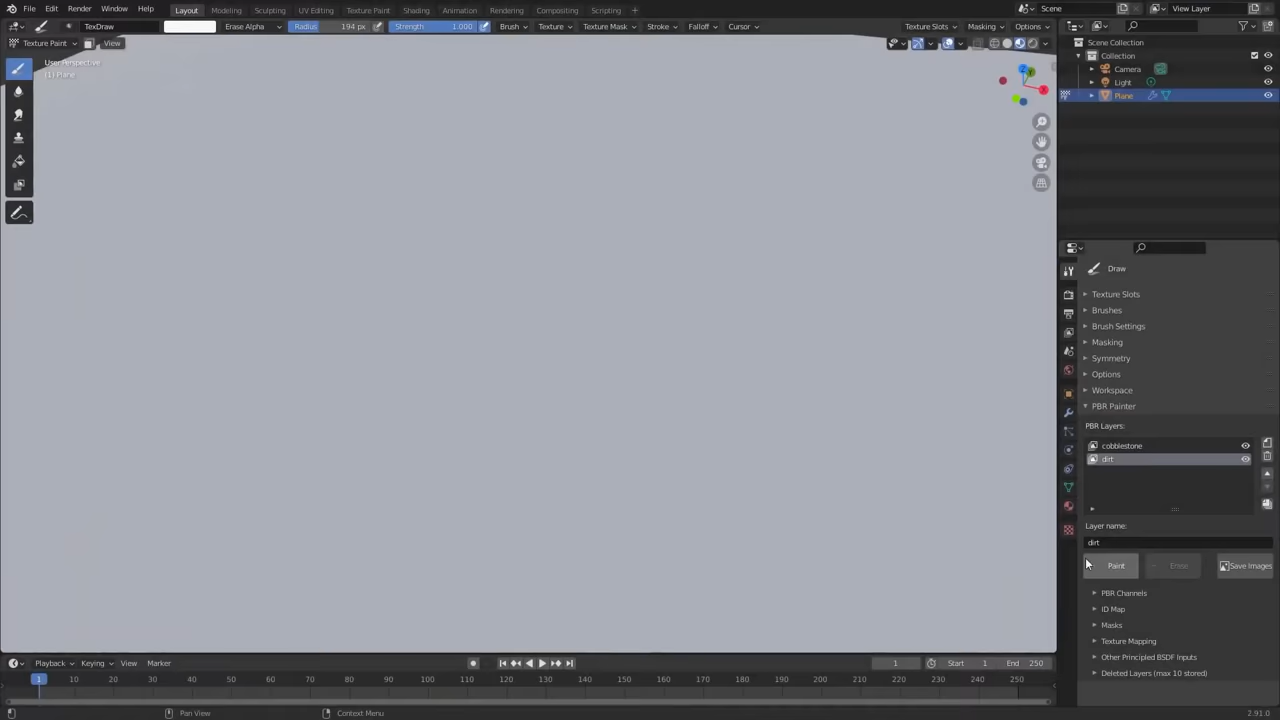 File Edit Render Window Help Layout Modeling Sculpting UV Editing Texture Paint Shading Animation Rendering Compositing Scripting + Scene View Layer
TexDraw Erase Alpha Radius 194 px Strength 1.000 Brush Texture Texture Mask Stroke Falloff Cursor Texture Slots Masking Options
Texture Paint View
User Perspective
(1) Plane
Z
Y
X
Scene Collection
Collection
Camera
Light
Plane
Draw
Texture Slots
Brushes
Brush Settings
Masking
Symmetry
Options
Workspace
PBR Painter
PBR Layers:
cobblestone
dirt
Layer name:
dirt
Paint Erase Save Images
PBR Channels
ID Map
Masks
Texture Mapping
Other Principled BSDF Inputs
Deleted Layers (max 10 stored)
Playback Keying View Marker 1 Start 1 End 250
1 10 20 30 40 50 60 70 80 90 100 110 120 130 140 150 160 170 180 190 200 210 220 230 240 250
Pan View Context Menu 2.91.0